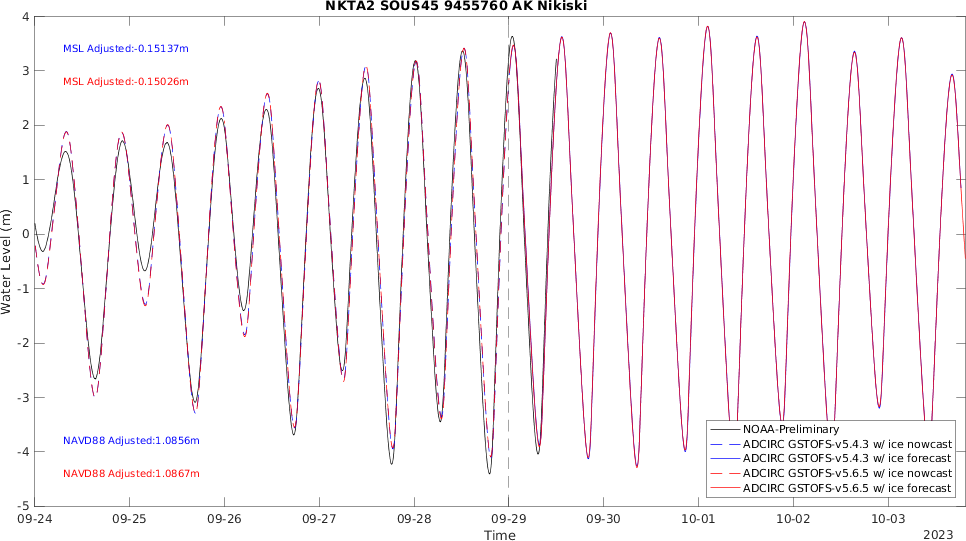 NKTA2 SOUS45 9455760 AK Nikiski
4
3
2
1
0
-1
-2
-3
-4
-5
Water Level (m)
MSL Adjusted:-0.15137m
MSL Adjusted:-0.15026m
NAVD88 Adjusted:1.0856m
NAVD88 Adjusted:1.0867m
NOAA-Preliminary
ADCIRC GSTOFS-v5.4.3 w/ ice nowcast
ADCIRC GSTOFS-v5.4.3 w/ ice forecast
ADCIRC GSTOFS-v5.6.5 w/ ice nowcast
ADCIRC GSTOFS-v5.6.5 w/ ice forecast
09-24 09-25 09-26 09-27 09-28 09-29 09-30 10-01 10-02 10-03
Time
2023